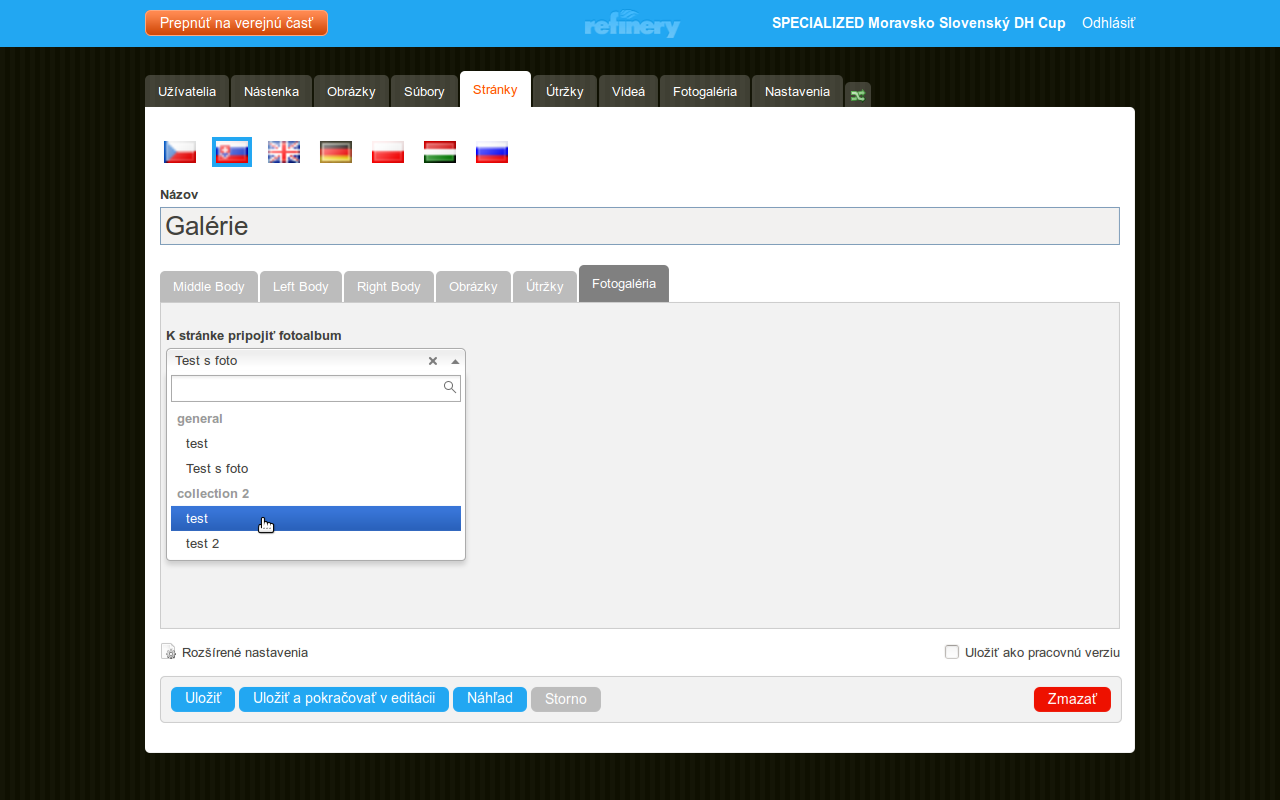 Prepnúť na verejnú časť
refinery
SPECIALIZED Moravsko Slovenský DH Cup Odhlásiť
Užívatelia Nástenka Obrázky Súbory Stránky Útržky Videá Fotogaléria Nastavenia
Názov
Galérie
Middle Body Left Body Right Body Obrázky Útržky Fotogaléria
K stránke pripojiť fotoalbum
Test s foto
general
test
Test s foto
collection 2
test
test 2
Rozšírené nastavenia Uložiť ako pracovnú verziu
Uložiť Uložiť a pokračovať v editácii Náhľad Storno Zmazať